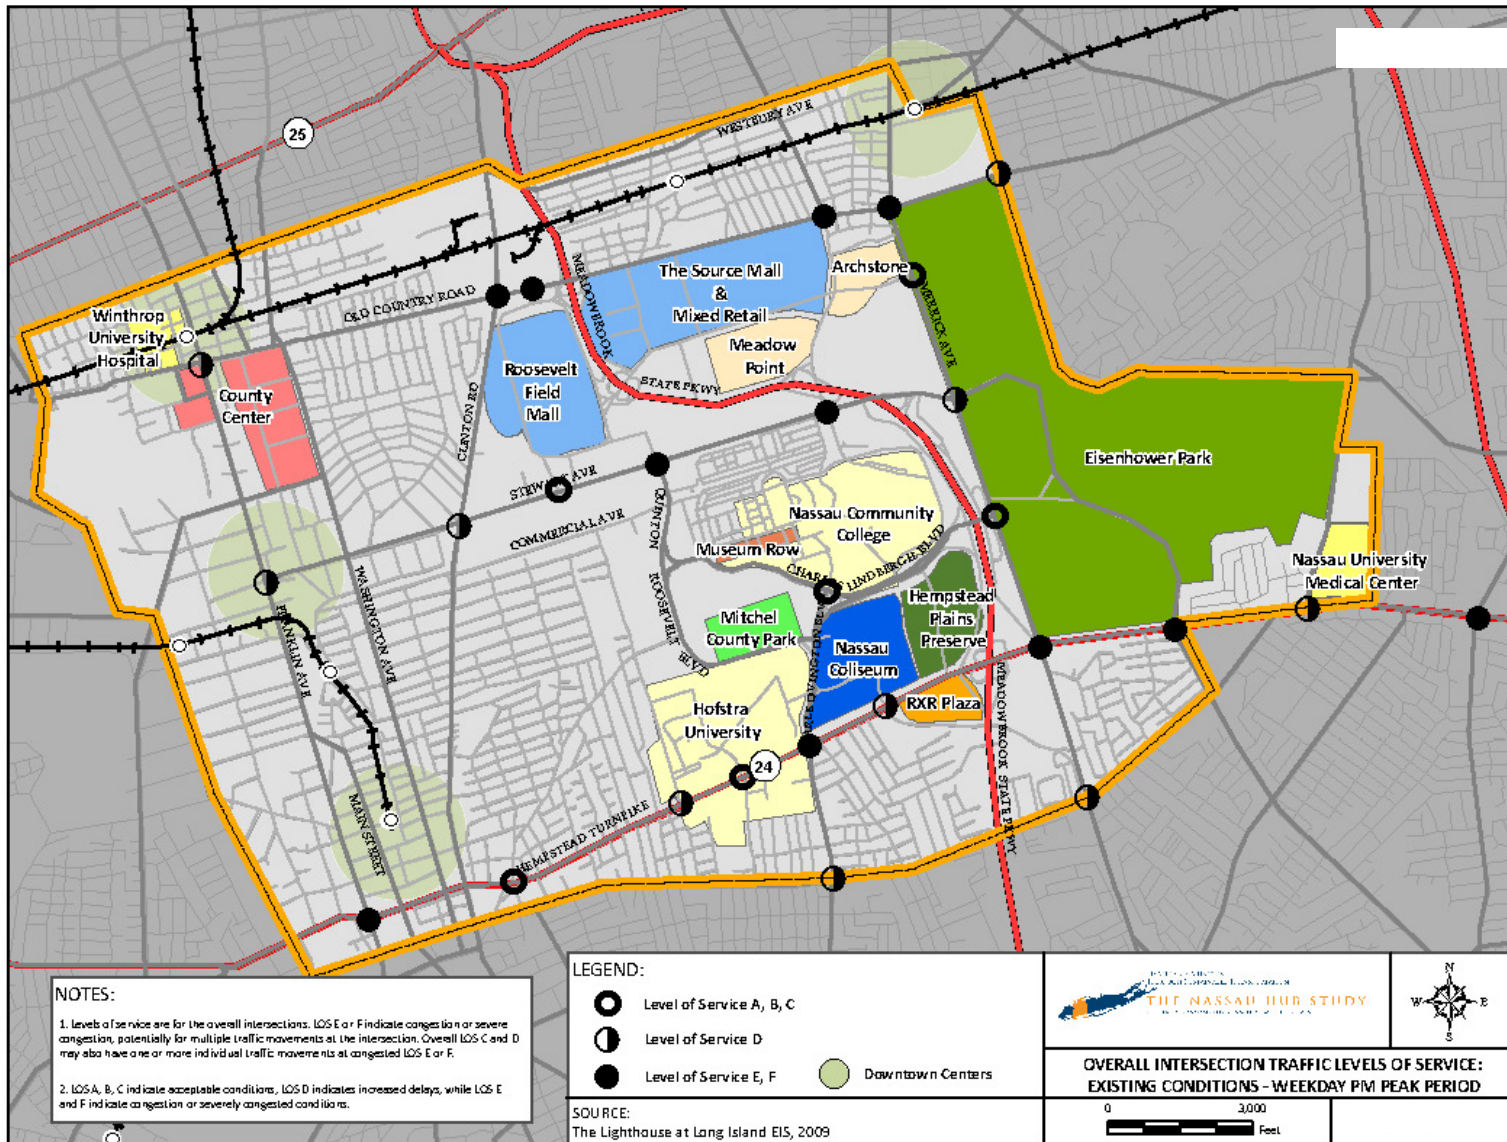 25
WESTBURY AVE
OLD COUNTRY ROAD
MEADOWBROOK
STATE PKWY
The Source Mall
&
Mixed Retail
Archstone
MERRICK AVE
Winthrop
University
Hospital
County
Center
CLINTON RD
Roosevelt
Field
Mall
Meadow
Point
Eisenhower Park
STEWART AVE
COMMERCIAL AVE
QUINTON
ROOSEVELT
BLVD
Nassau Community
College
Museum Row
CHARLES LINDBERGH BLVD
Nassau University
Medical Center
Hempstead
Plains
Preserve
Mitchel
County Park
Nassau
Coliseum
EARLE OVINGTON BLVD
WASHINGTON AVE
FRANKLIN AVE
RXR Plaza
Hofstra
University
24
MEADOWBROOK STATE PKWY
MAIN STREET
HEMPSTEAD TURNPIKE
NOTES:
1. Levels of service are for the overall intersections. LOS E or F indicate congestion or severe
congestion, potentially for multiple traffic movements at the intersection. Overall LOS C and D
may also have one or more individual traffic movements at congested LOS E or F.
2. LOS A, B, C indicate acceptable conditions, LOS D indicates increased delays, while LOS E
and F indicate congestion or severely congested conditions.
LEGEND:
Level of Service A, B, C
Level of Service D
Level of Service E, F
Downtown Centers
SOURCE:
The Lighthouse at Long Island EIS, 2009
THE NASSAU HUB STUDY
N
W
E
S
OVERALL INTERSECTION TRAFFIC LEVELS OF SERVICE:
EXISTING CONDITIONS - WEEKDAY PM PEAK PERIOD
0
3,000
Feet